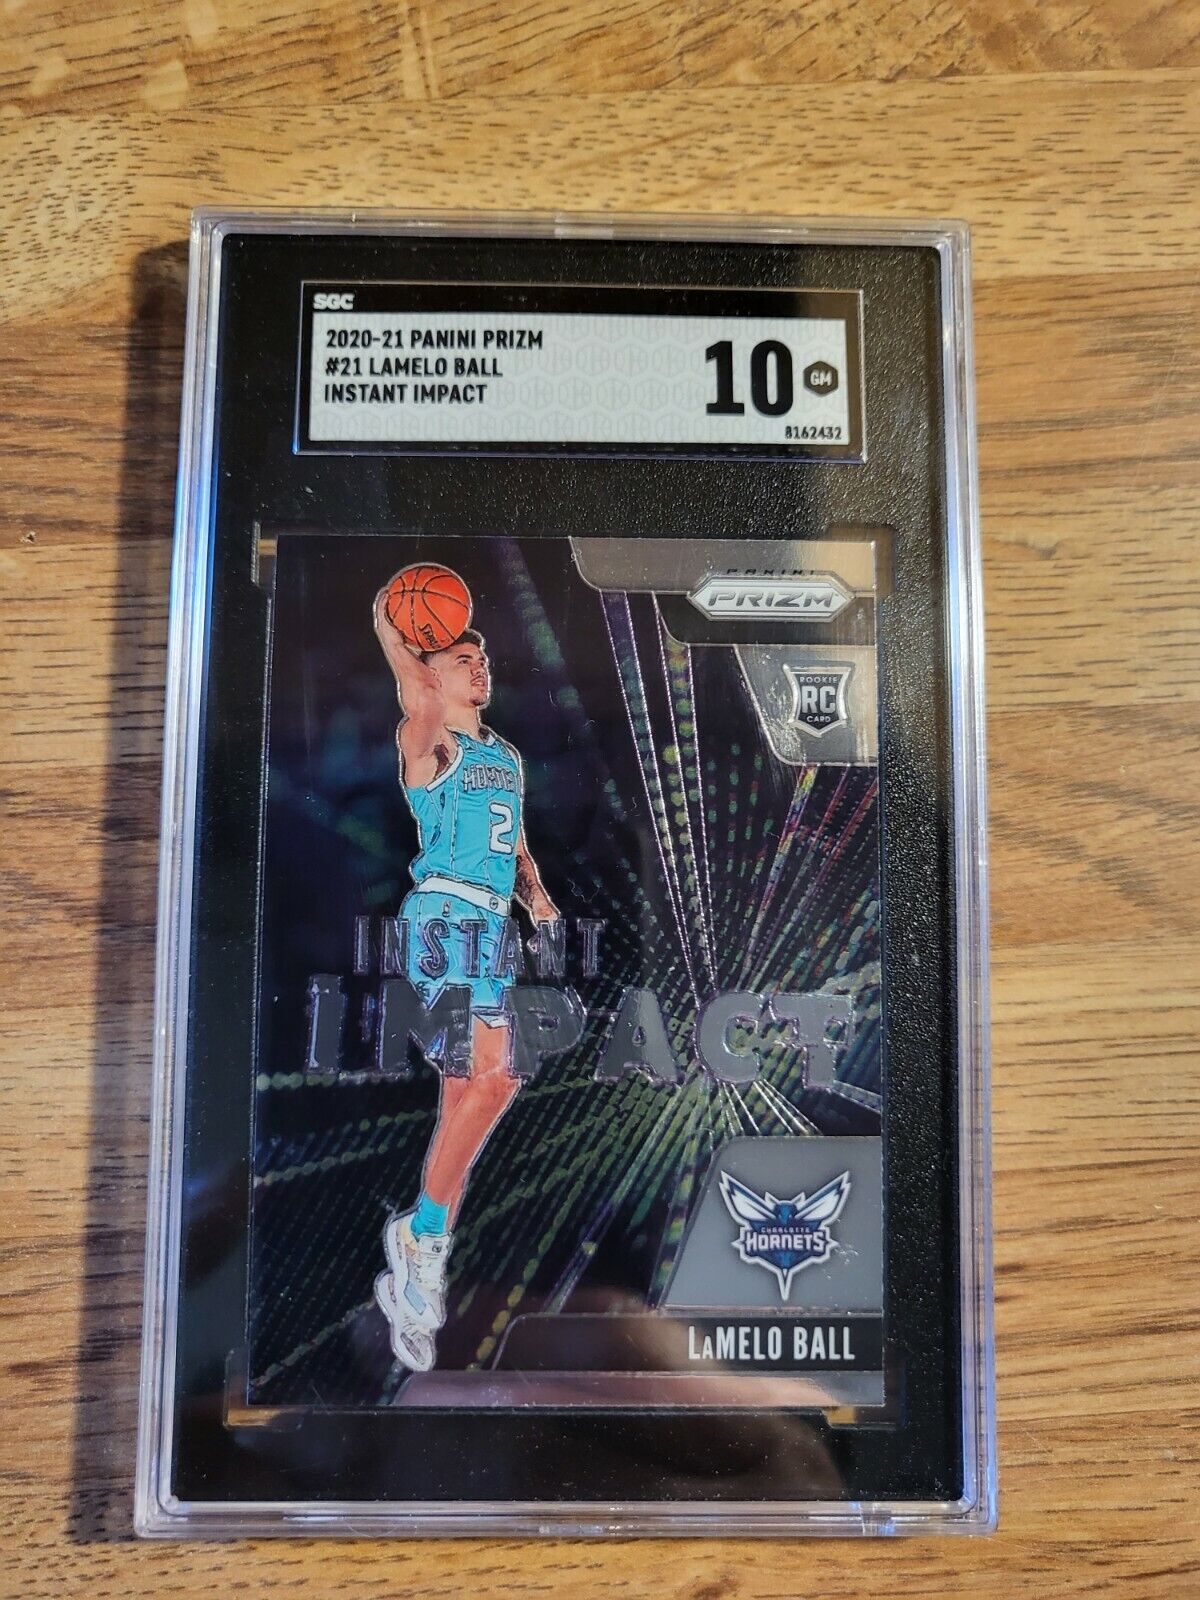 SGC
2020-21 PANINI PRIZM
#21 LAMELO BALL
INSTANT IMPACT
10 GM
8162432
PANINI
PRIZM
ROOKIE
RC
CARD
HORNETS
2
INSTANT
IMPACT
CHARLOTTE
HORNETS
LaMELO BALL